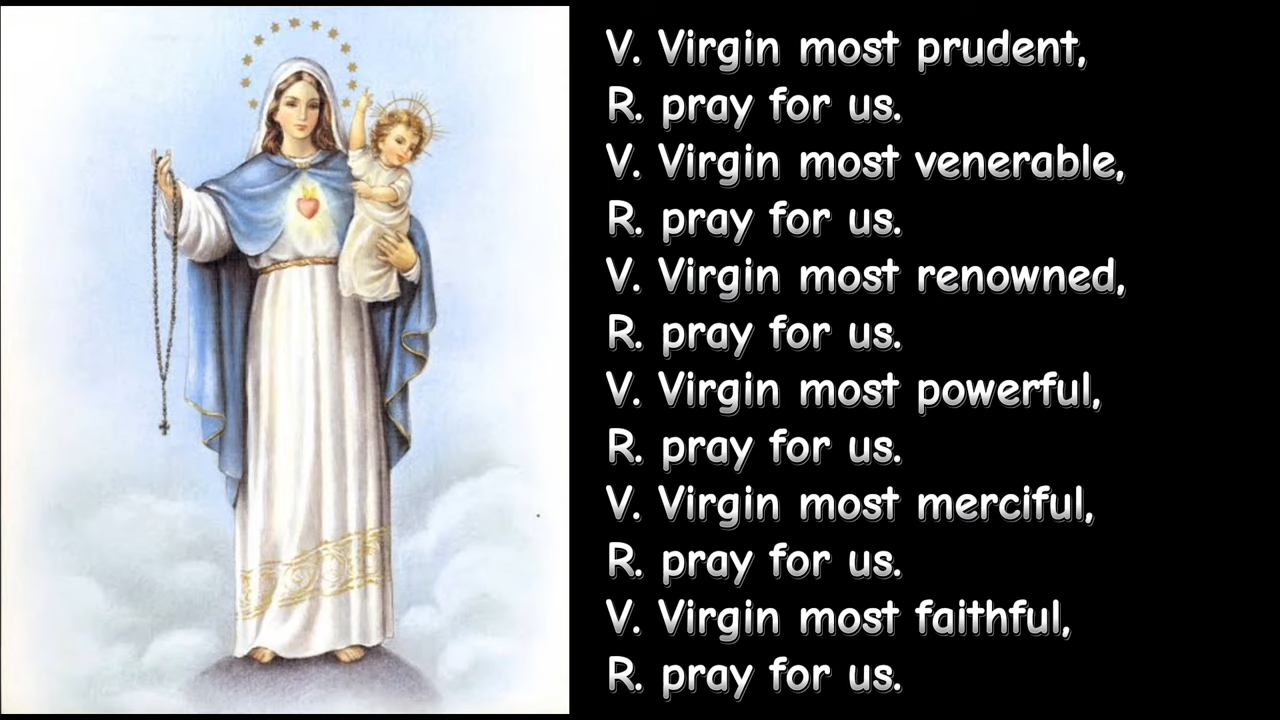 V. Virgin most prudent,
R. pray for us.
V. Virgin most venerable,
R. pray for us.
V. Virgin most renowned,
R. pray for us.
V. Virgin most powerful,
R. pray for us.
V. Virgin most merciful,
R. pray for us.
V. Virgin most faithful,
R. pray for us.